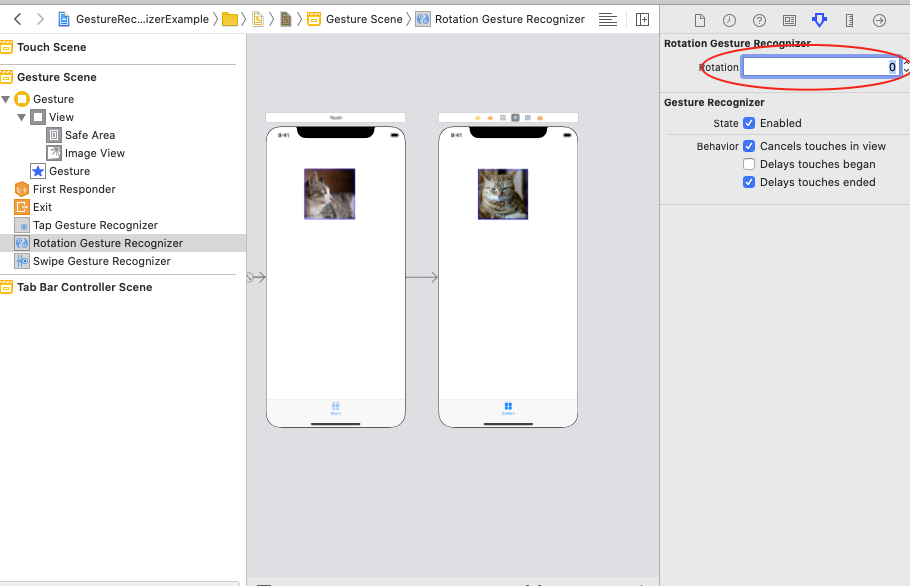 GestureRec...izerExample
Gesture Scene
Rotation Gesture Recognizer
Touch Scene
Gesture Scene
Gesture
View
Safe Area
Image View
Gesture
First Responder
Exit
Tap Gesture Recognizer
Rotation Gesture Recognizer
Swipe Gesture Recognizer
Tab Bar Controller Scene
Touch
9:41
9:41
Touch
Gesture
Rotation Gesture Recognizer
Rotation 0
Gesture Recognizer
State Enabled
Behavior Cancels touches in view
Delays touches began
Delays touches ended